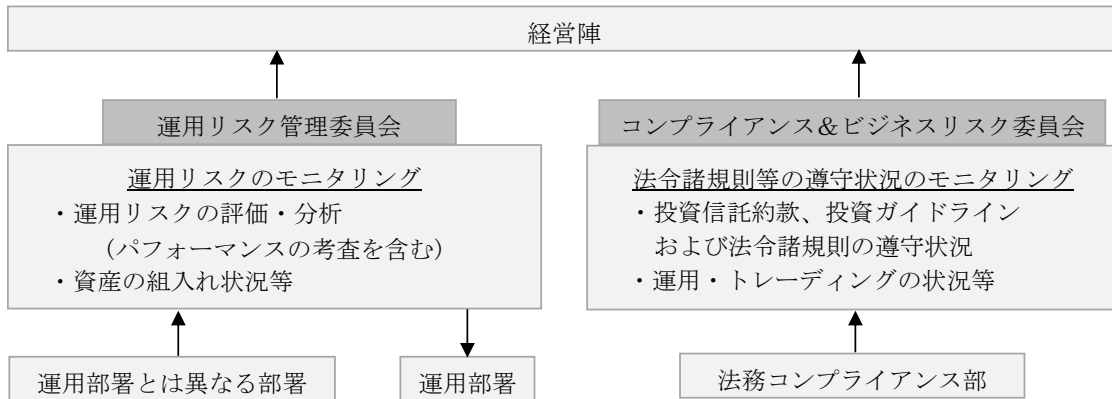 経営陣
運用リスク管理委員会
運用リスクのモニタリング
・運用リスクの評価・分析
（パフォーマンスの考査を含む）
・資産の組入れ状況等
運用部署とは異なる部署
運用部署
コンプライアンス＆ビジネスリスク委員会
法令諸規則等の遵守状況のモニタリング
・投資信託約款、投資ガイドライン
および法令諸規則の遵守状況
・運用・トレーディングの状況等
法務コンプライアンス部